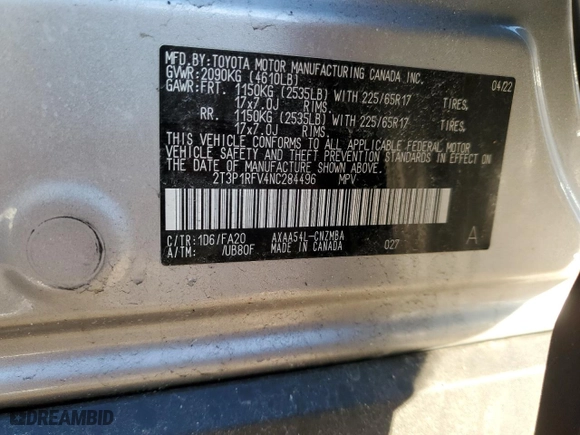 MFD.BY:TOYOTA MOTOR MANUFACTURING CANADA INC.
GVWR:2090KG (4610LB) 04/22
GAWR:FRT. 1150KG (2535LB) WITH 225/65R17 TIRES,
17x7.0J RIMS,
RR. 1150KG (2535LB) WITH 225/65R17 TIRES,
17x7.0J RIMS,
THIS VEHICLE CONFORMS TO ALL APPLICABLE FEDERAL MOTOR
VEHICLE SAFETY AND THEFT PREVENTION STANDARDS IN EFFECT ON
THE DATE OF MANUFACTURE SHOWN ABOVE.
2T3P1RFV4NC284496 MPV
C/TR:1D6/FA20 AXAA54L-CNZMBA A
A/TM: /UB80F MADE IN CANADA 027
DREAMBID